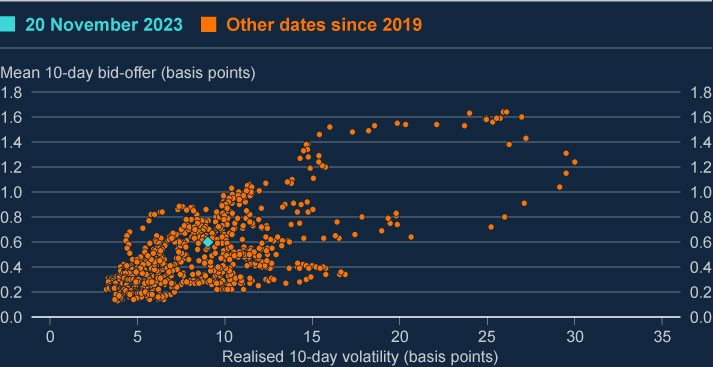 20 November 2023 Other dates since 2019
Mean 10-day bid-offer (basis points)
1.8 1.8
1.6 1.6
1.4 1.4
1.2 1.2
1.0 1.0
0.8 0.8
0.6 0.6
0.4 0.4
0.2 0.2
0.0 0.0
0 5 10 15 20 25 30 35
Realised 10-day volatility (basis points)